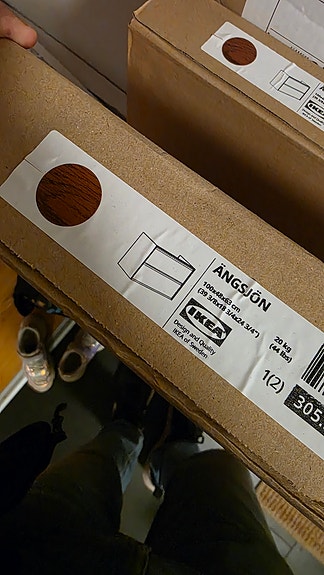 ÄNGSJÖN
100x48x63 cm
(39 3/8x18 3/4x24 3/4")
IKEA
Design and Quality
IKEA of Sweden
20 kg
(44 lbs)
1(2)
305.
IKEA